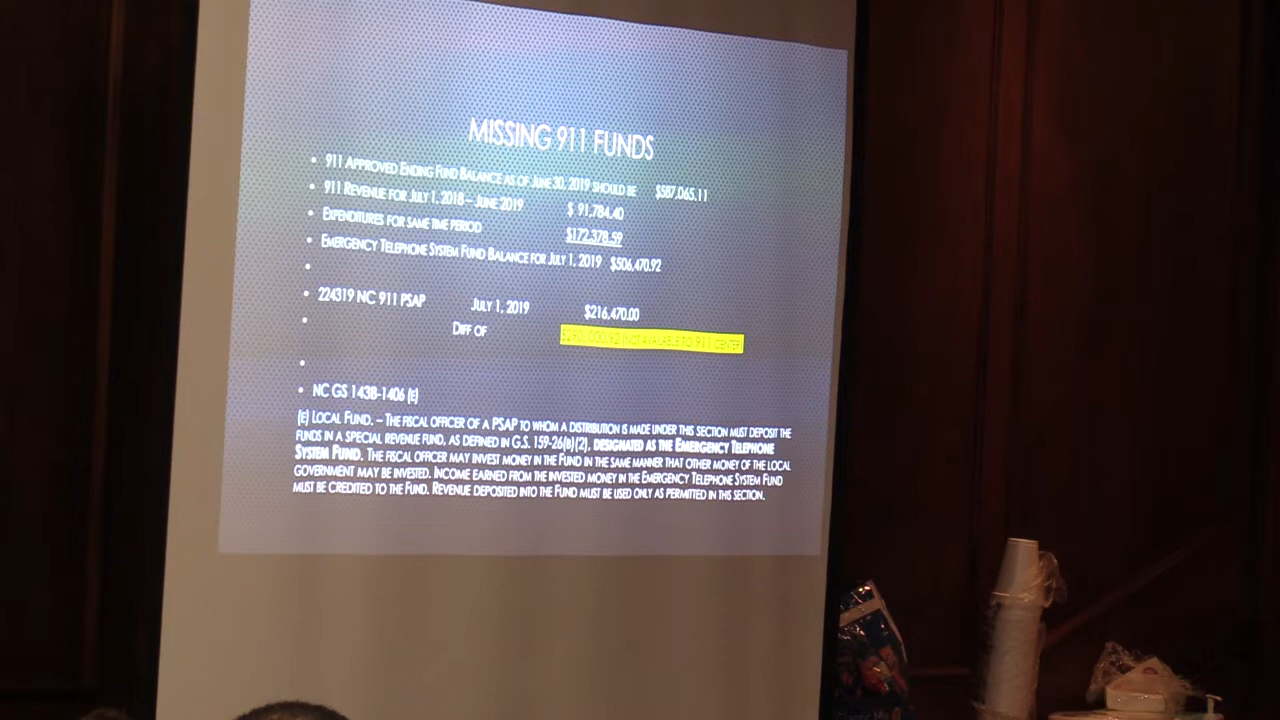 MISSING 911 FUNDS
• 911 APPROVED ENDING FUND BALANCE AS OF JUNE 30, 2019 SHOULD BE $587,065.11
• 911 REVENUE FOR JULY 1, 2018 – JUNE 2019 $ 91,784.40
• EXPENDITURES FOR SAME TIME PERIOD $172,378.59
• EMERGENCY TELEPHONE SYSTEM FUND BALANCE FOR JULY 1, 2019 $506,470.92
•
• 224319 NC 911 PSAP JULY 1, 2019 $216,470.00
• DIFF OF $290,000.92 (NOT AVAILABLE TO 911 CENTER)
•
• NC GS 143B-1406 (E)
(E) LOCAL FUND. – THE FISCAL OFFICER OF A PSAP TO WHOM A DISTRIBUTION IS MADE UNDER THIS SECTION MUST DEPOSIT THE
FUNDS IN A SPECIAL REVENUE FUND, AS DEFINED IN G.S. 159-26(B)(2), DESIGNATED AS THE EMERGENCY TELEPHONE
SYSTEM FUND. THE FISCAL OFFICER MAY INVEST MONEY IN THE FUND IN THE SAME MANNER THAT OTHER MONEY OF THE LOCAL
GOVERNMENT MAY BE INVESTED. INCOME EARNED FROM THE INVESTED MONEY IN THE EMERGENCY TELEPHONE SYSTEM FUND
MUST BE CREDITED TO THE FUND. REVENUE DEPOSITED INTO THE FUND MUST BE USED ONLY AS PERMITTED IN THIS SECTION.